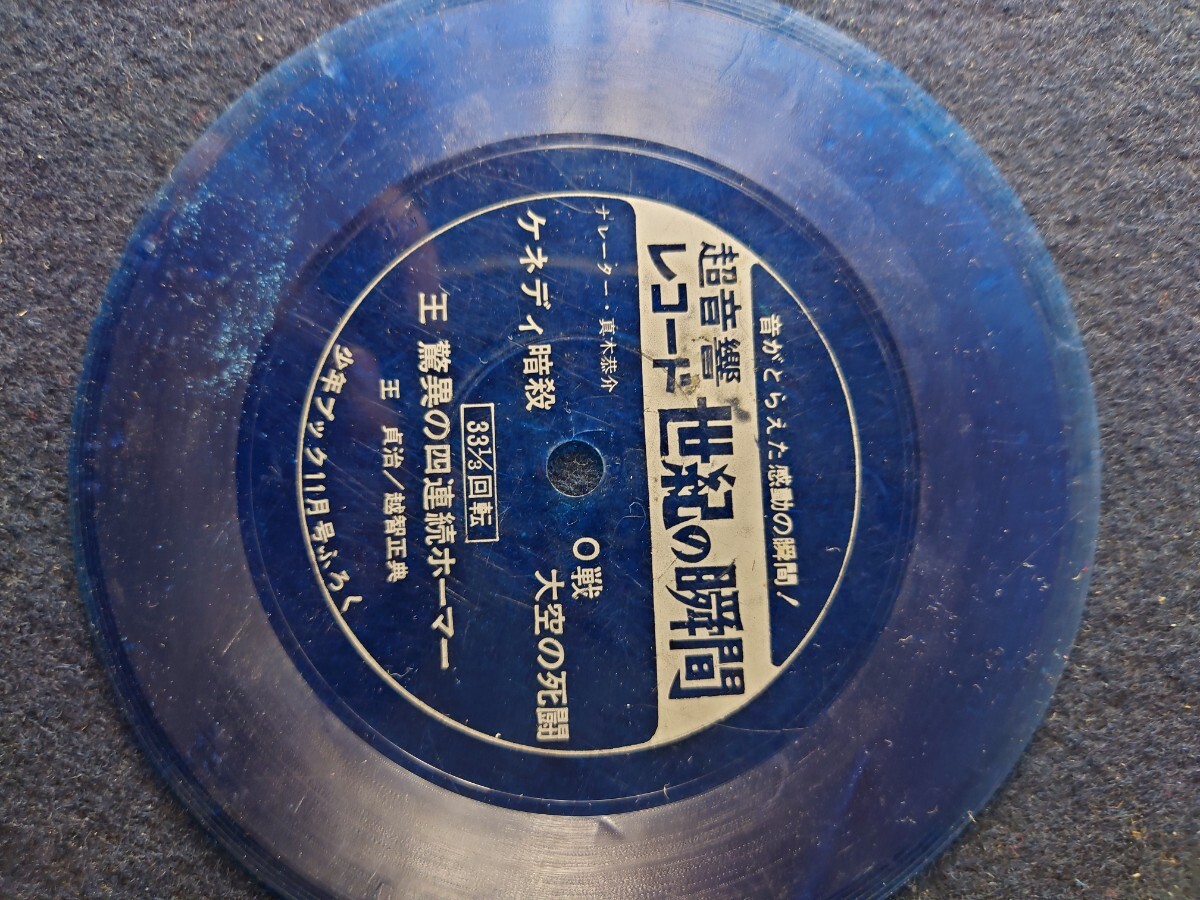 音がとらえた感動の瞬間！
超音響
レコード 世紀の瞬間
ナレーター・真木恭介
ケネディ暗殺
0戦
大空の死闘
33⅓回転
王 驚異の四連続ホーマー
王 貞治／越智正典
少年ブック11月号ふろく